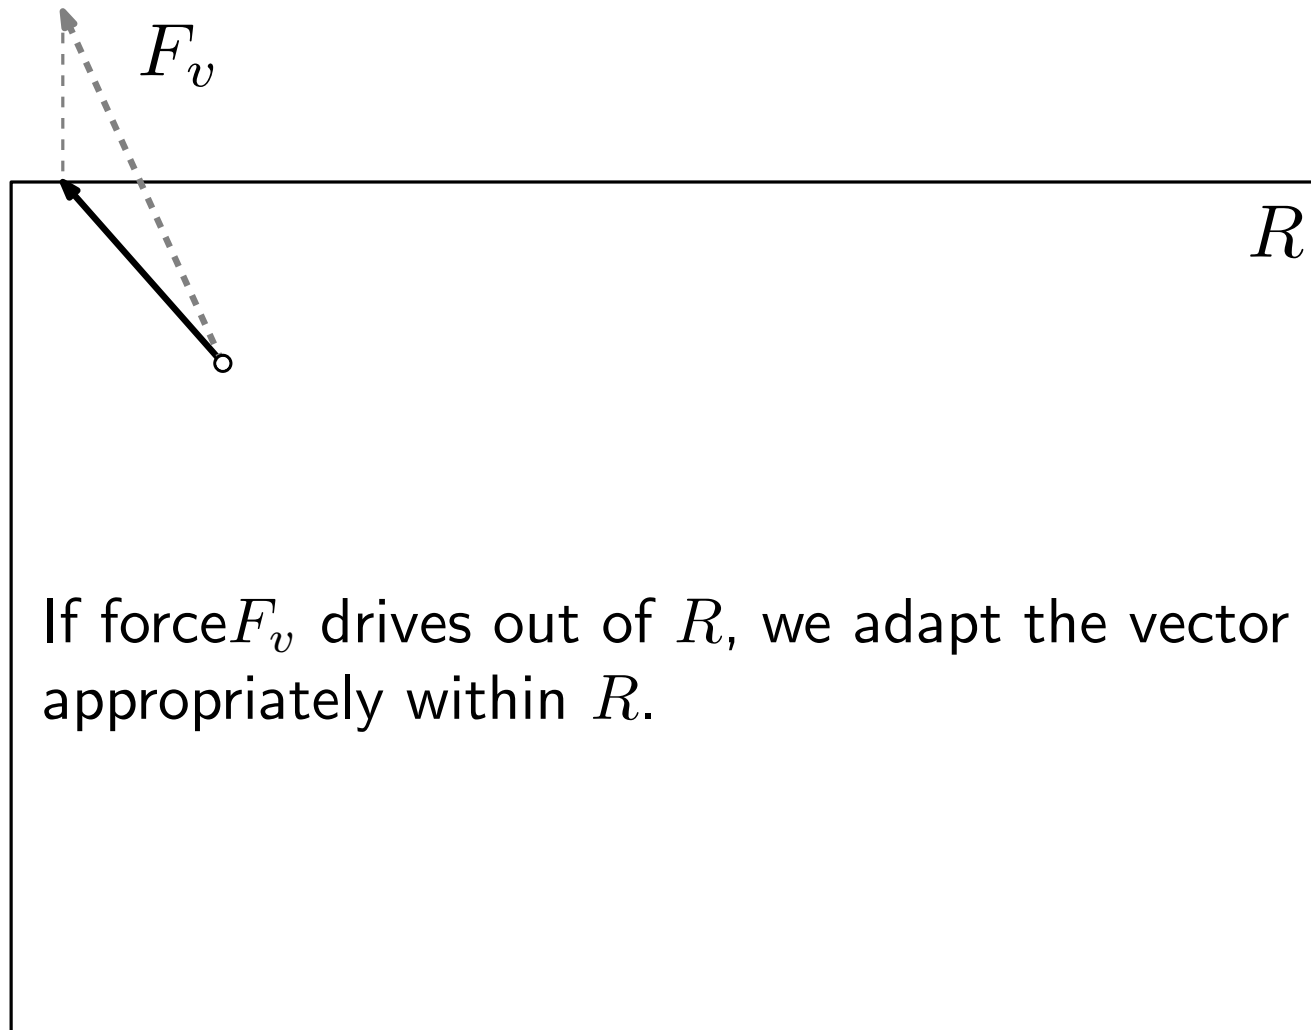 F_v
R
If forceF_v drives out of R, we adapt the vector
appropriately within R.